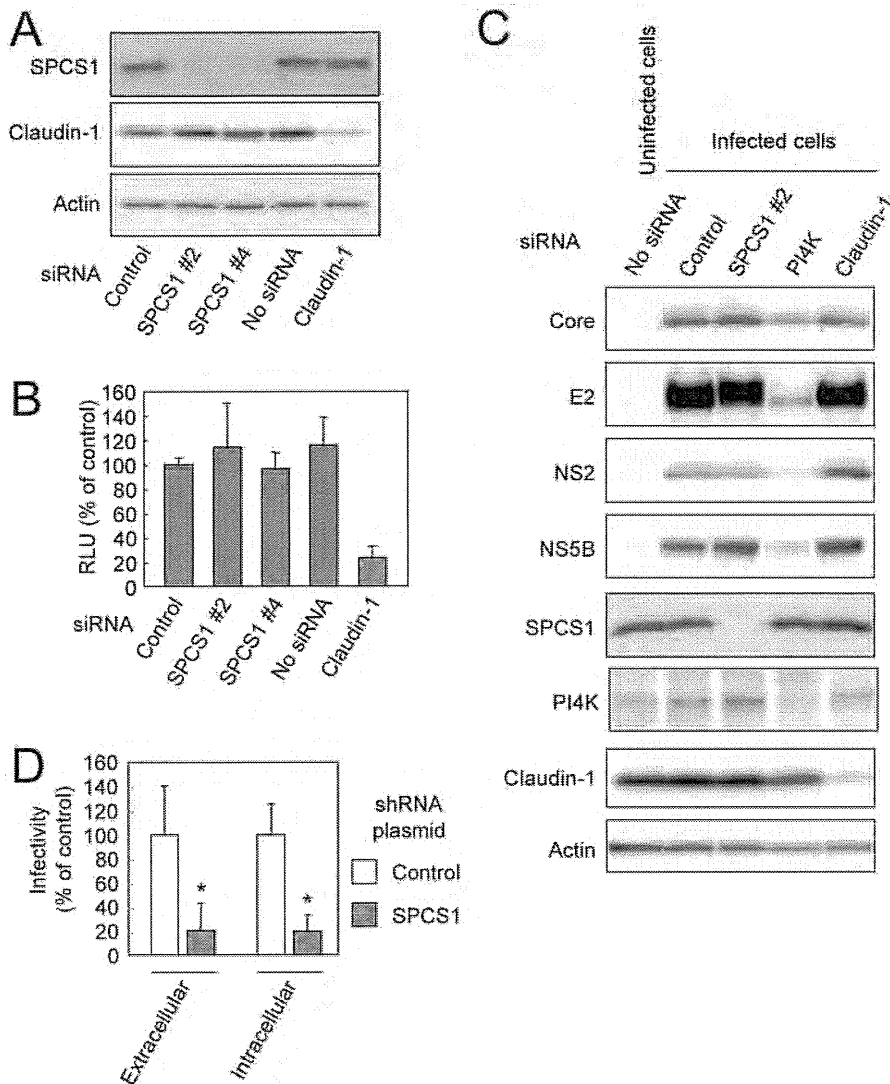 A
SPCS1
Claudin-1
Actin
siRNA
Control
SPCS1 #2
SPCS1 #4
No siRNA
Claudin-1
B
RLU (% of control)
160
140
120
100
80
60
40
20
0
siRNA
Control
SPCS1 #2
SPCS1 #4
No siRNA
Claudin-1
C
Uninfected cells
Infected cells
siRNA
No siRNA
Control
SPCS1 #2
PI4K
Claudin-1
Core
E2
NS2
NS5B
SPCS1
PI4K
Claudin-1
Actin
D
Infectivity
(% of control)
160
140
120
100
80
60
40
20
0
*
*
Extracellular
Intracellular
shRNA
plasmid
Control
SPCS1